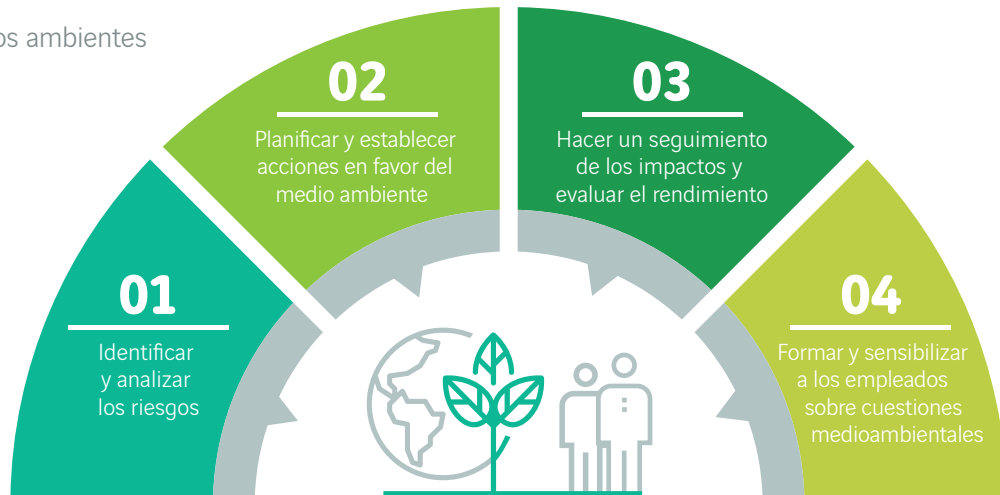 os ambientes
01
Identificar
y analizar
los riesgos
02
Planificar y establecer
acciones en favor del
medio ambiente
03
Hacer un seguimiento
de los impactos y
evaluar el rendimiento
04
Formar y sensibilizar
a los empleados
sobre cuestiones
medioambientales